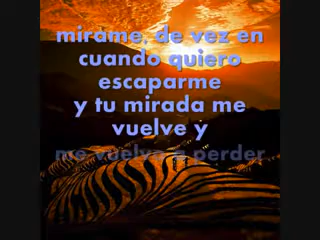 mirame, de vez en
cuando quiero
escaparme
y tu mirada me
vuelve y
me vuelve a perder